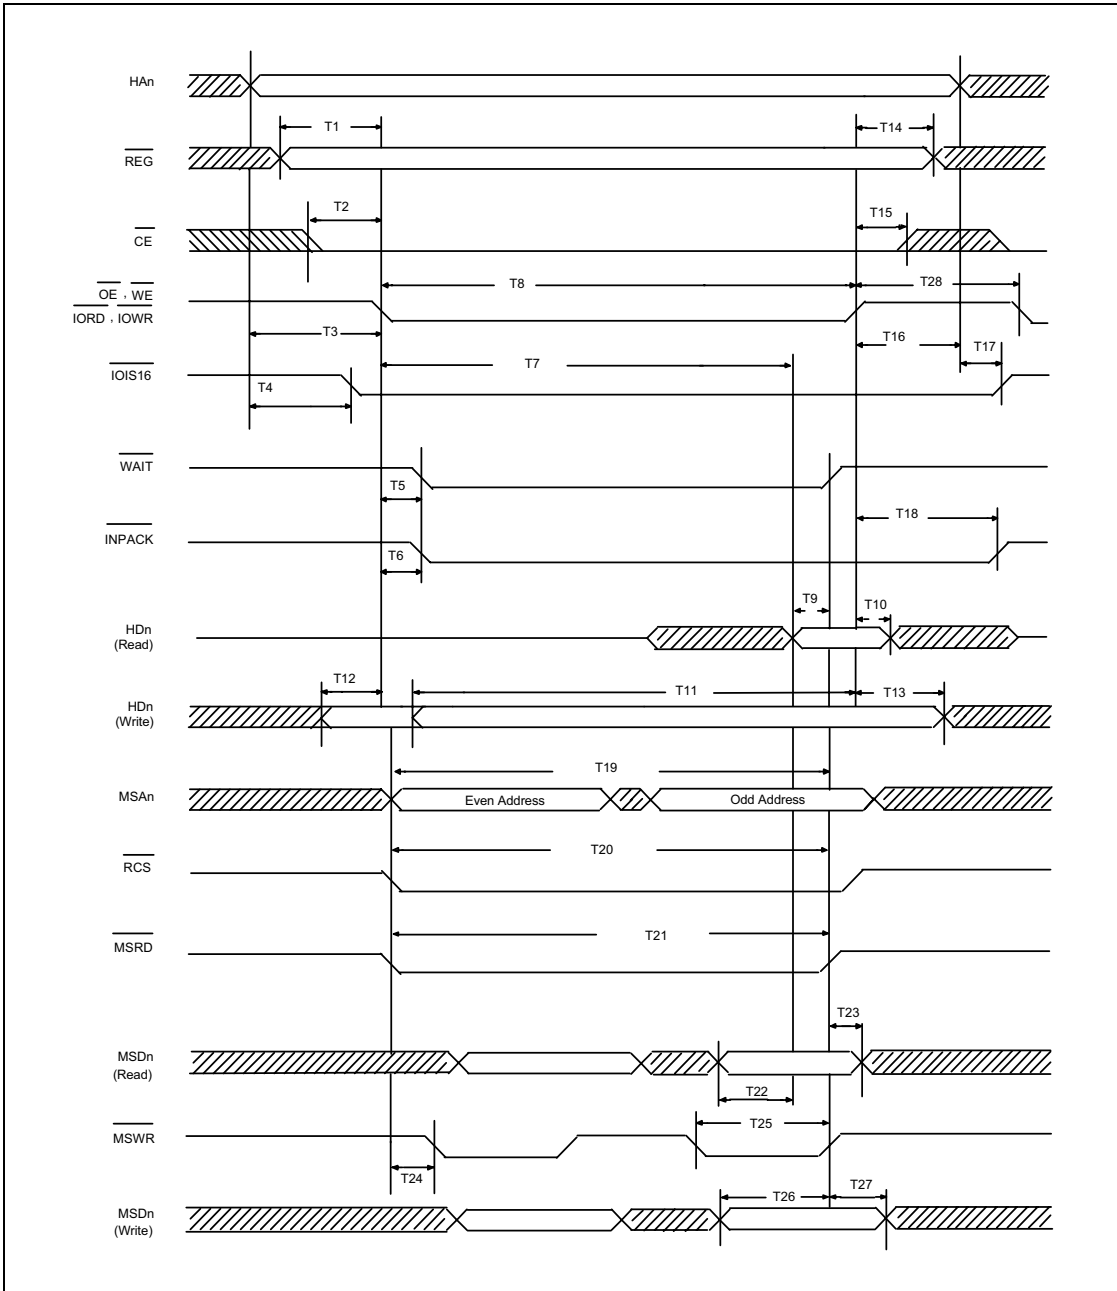 HAn
T1
T14
REG
T2
T15
CE
T8
T28
OE , WE
IORD , IOWR
T3
T16
T17
T7
IOIS16
T4
WAIT
T5
T18
INPACK
T6
T9
T10
HDn
(Read)
T12
T11
T13
HDn
(Write)
T19
MSAn
Even Address
Odd Address
T20
RCS
T21
MSRD
T23
MSDn
(Read)
T22
T25
MSWR
T24
T26
T27
MSDn
(Write)